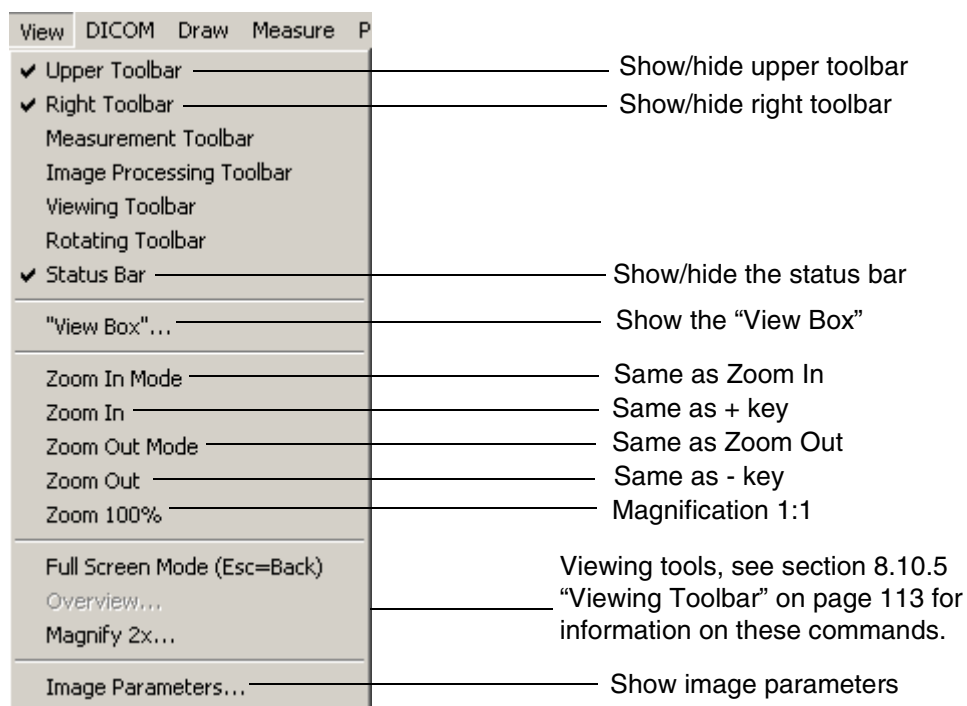 View DICOM Draw Measure P
Upper Toolbar Show/hide upper toolbar
Right Toolbar Show/hide right toolbar
Measurement Toolbar
Image Processing Toolbar
Viewing Toolbar
Rotating Toolbar
Status Bar Show/hide the status bar
"View Box"... Show the “View Box”
Zoom In Mode Same as Zoom In
Zoom In Same as + key
Zoom Out Mode Same as Zoom Out
Zoom Out Same as - key
Zoom 100% Magnification 1:1
Full Screen Mode (Esc=Back)
Overview...
Magnify 2x...
Viewing tools, see section 8.10.5
“Viewing Toolbar” on page 113 for
information on these commands.
Image Parameters... Show image parameters